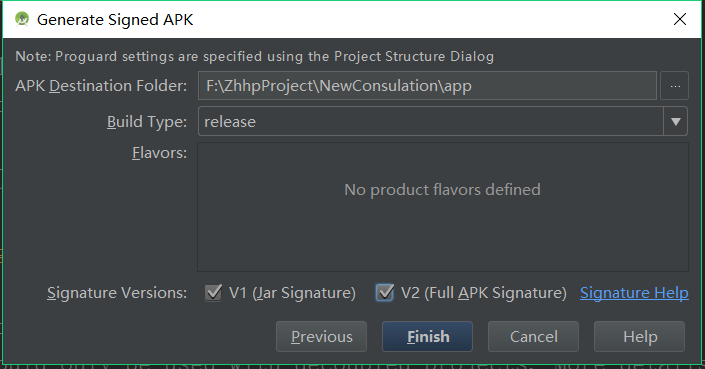 Generate Signed APK
Note: Proguard settings are specified using the Project Structure Dialog
APK Destination Folder: F:\ZhhpProject\NewConsulation\app ...
Build Type: release
Flavors:
No product flavors defined
Signature Versions: V1 (Jar Signature) V2 (Full APK Signature) Signature Help
Previous Finish Cancel Help